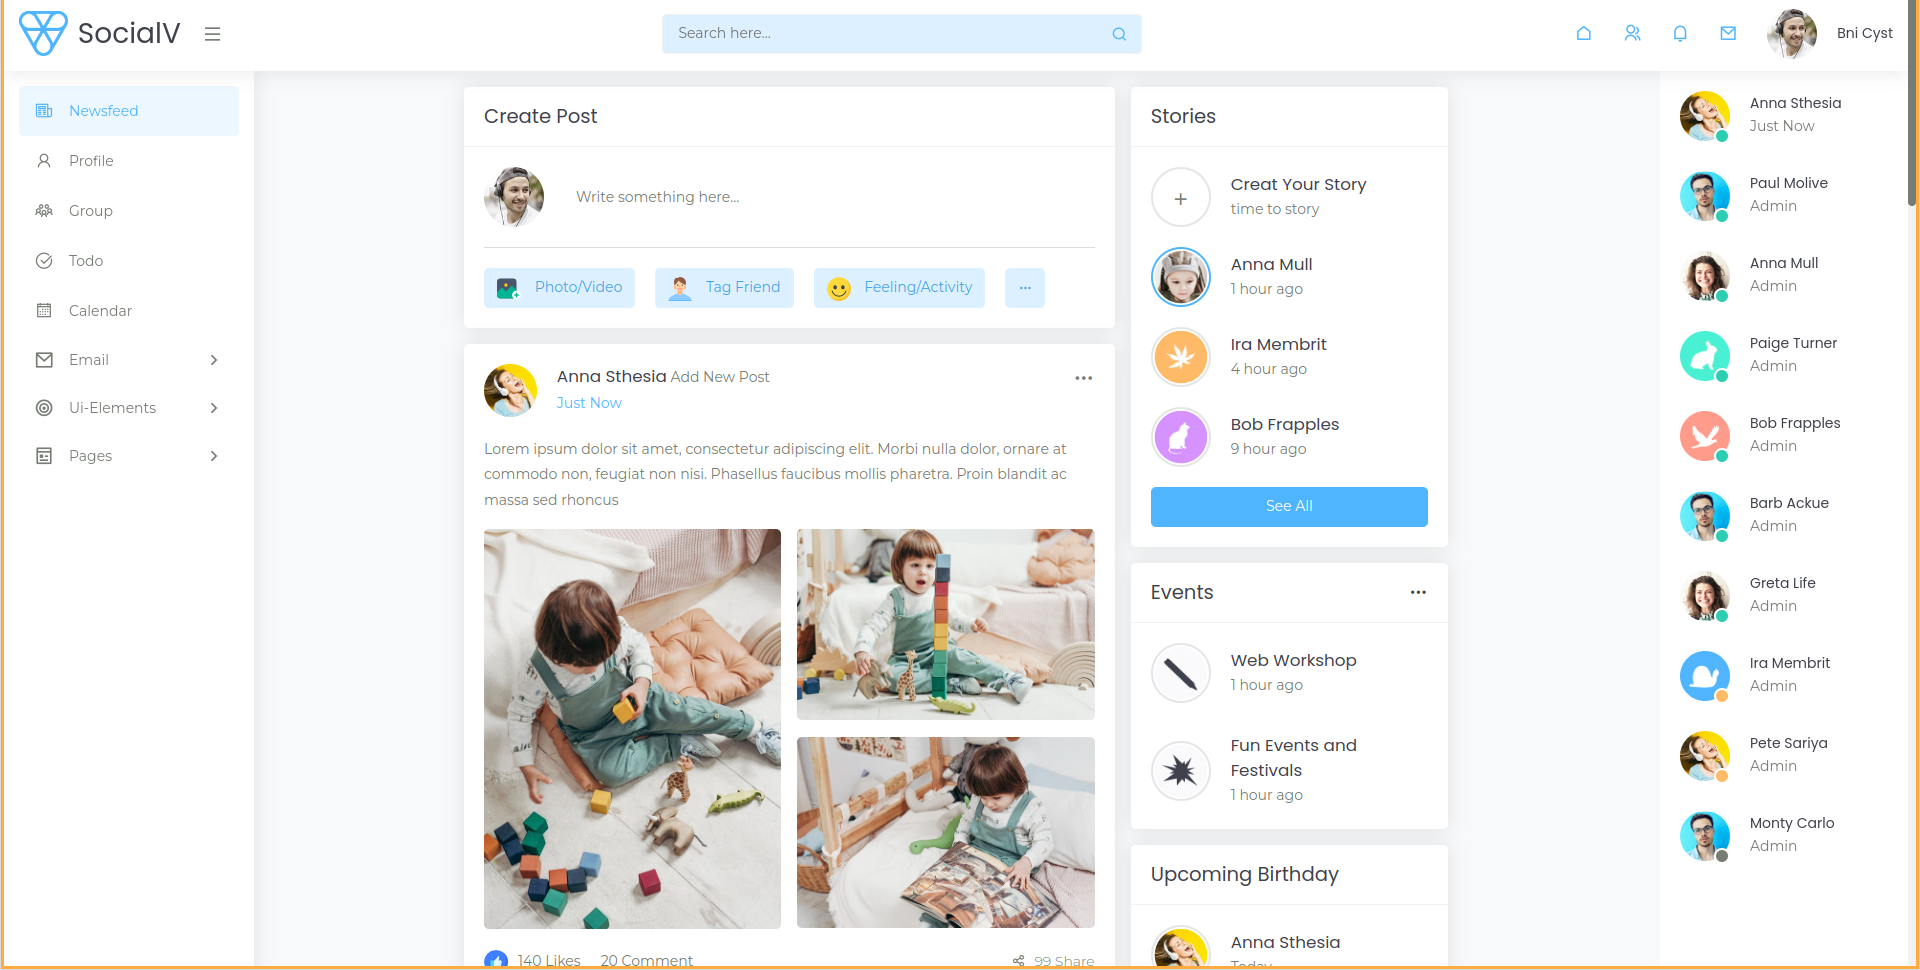 SocialV
Search here...
Bni Cyst
Newsfeed
Profile
Group
Todo
Calendar
Email
Ui-Elements
Pages
Create Post
Write something here...
Photo/Video
Tag Friend
Feeling/Activity
Anna Sthesia Add New Post
Just Now
Lorem ipsum dolor sit amet, consectetur adipiscing elit. Morbi nulla dolor, ornare at
commodo non, feugiat non nisi. Phasellus faucibus mollis pharetra. Proin blandit ac
massa sed rhoncus
140 Likes 20 Comment 99 Share
Stories
Creat Your Story
time to story
Anna Mull
1 hour ago
Ira Membrit
4 hour ago
Bob Frapples
9 hour ago
See All
Events
Web Workshop
1 hour ago
Fun Events and
Festivals
1 hour ago
Upcoming Birthday
Anna Sthesia
Today
Anna Sthesia
Just Now
Paul Molive
Admin
Anna Mull
Admin
Paige Turner
Admin
Bob Frapples
Admin
Barb Ackue
Admin
Greta Life
Admin
Ira Membrit
Admin
Pete Sariya
Admin
Monty Carlo
Admin